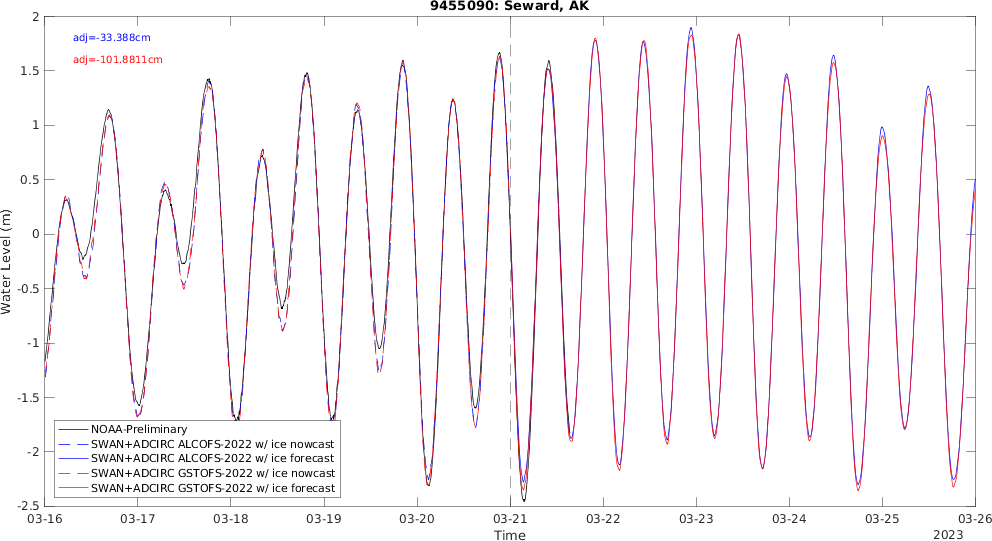 9455090: Seward, AK
adj=-33.388cm
adj=-101.8811cm
2
1.5
1
0.5
0
-0.5
-1
-1.5
-2
-2.5
Water Level (m)
NOAA-Preliminary
SWAN+ADCIRC ALCOFS-2022 w/ ice nowcast
SWAN+ADCIRC ALCOFS-2022 w/ ice forecast
SWAN+ADCIRC GSTOFS-2022 w/ ice nowcast
SWAN+ADCIRC GSTOFS-2022 w/ ice forecast
03-16 03-17 03-18 03-19 03-20 03-21 03-22 03-23 03-24 03-25 03-26
Time
2023